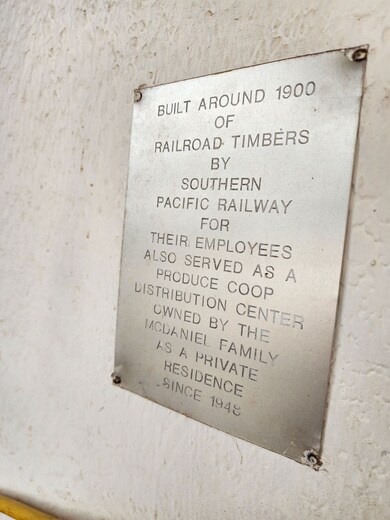 BUILT AROUND 1900
OF
RAILROAD TIMBERS
BY
SOUTHERN
PACIFIC RAILWAY
FOR
THEIR EMPLOYEES
ALSO SERVED AS A
PRODUCE COOP
DISTRIBUTION CENTER
OWNED BY THE
MCDANIEL FAMILY
AS A PRIVATE
RESIDENCE
SINCE 1948